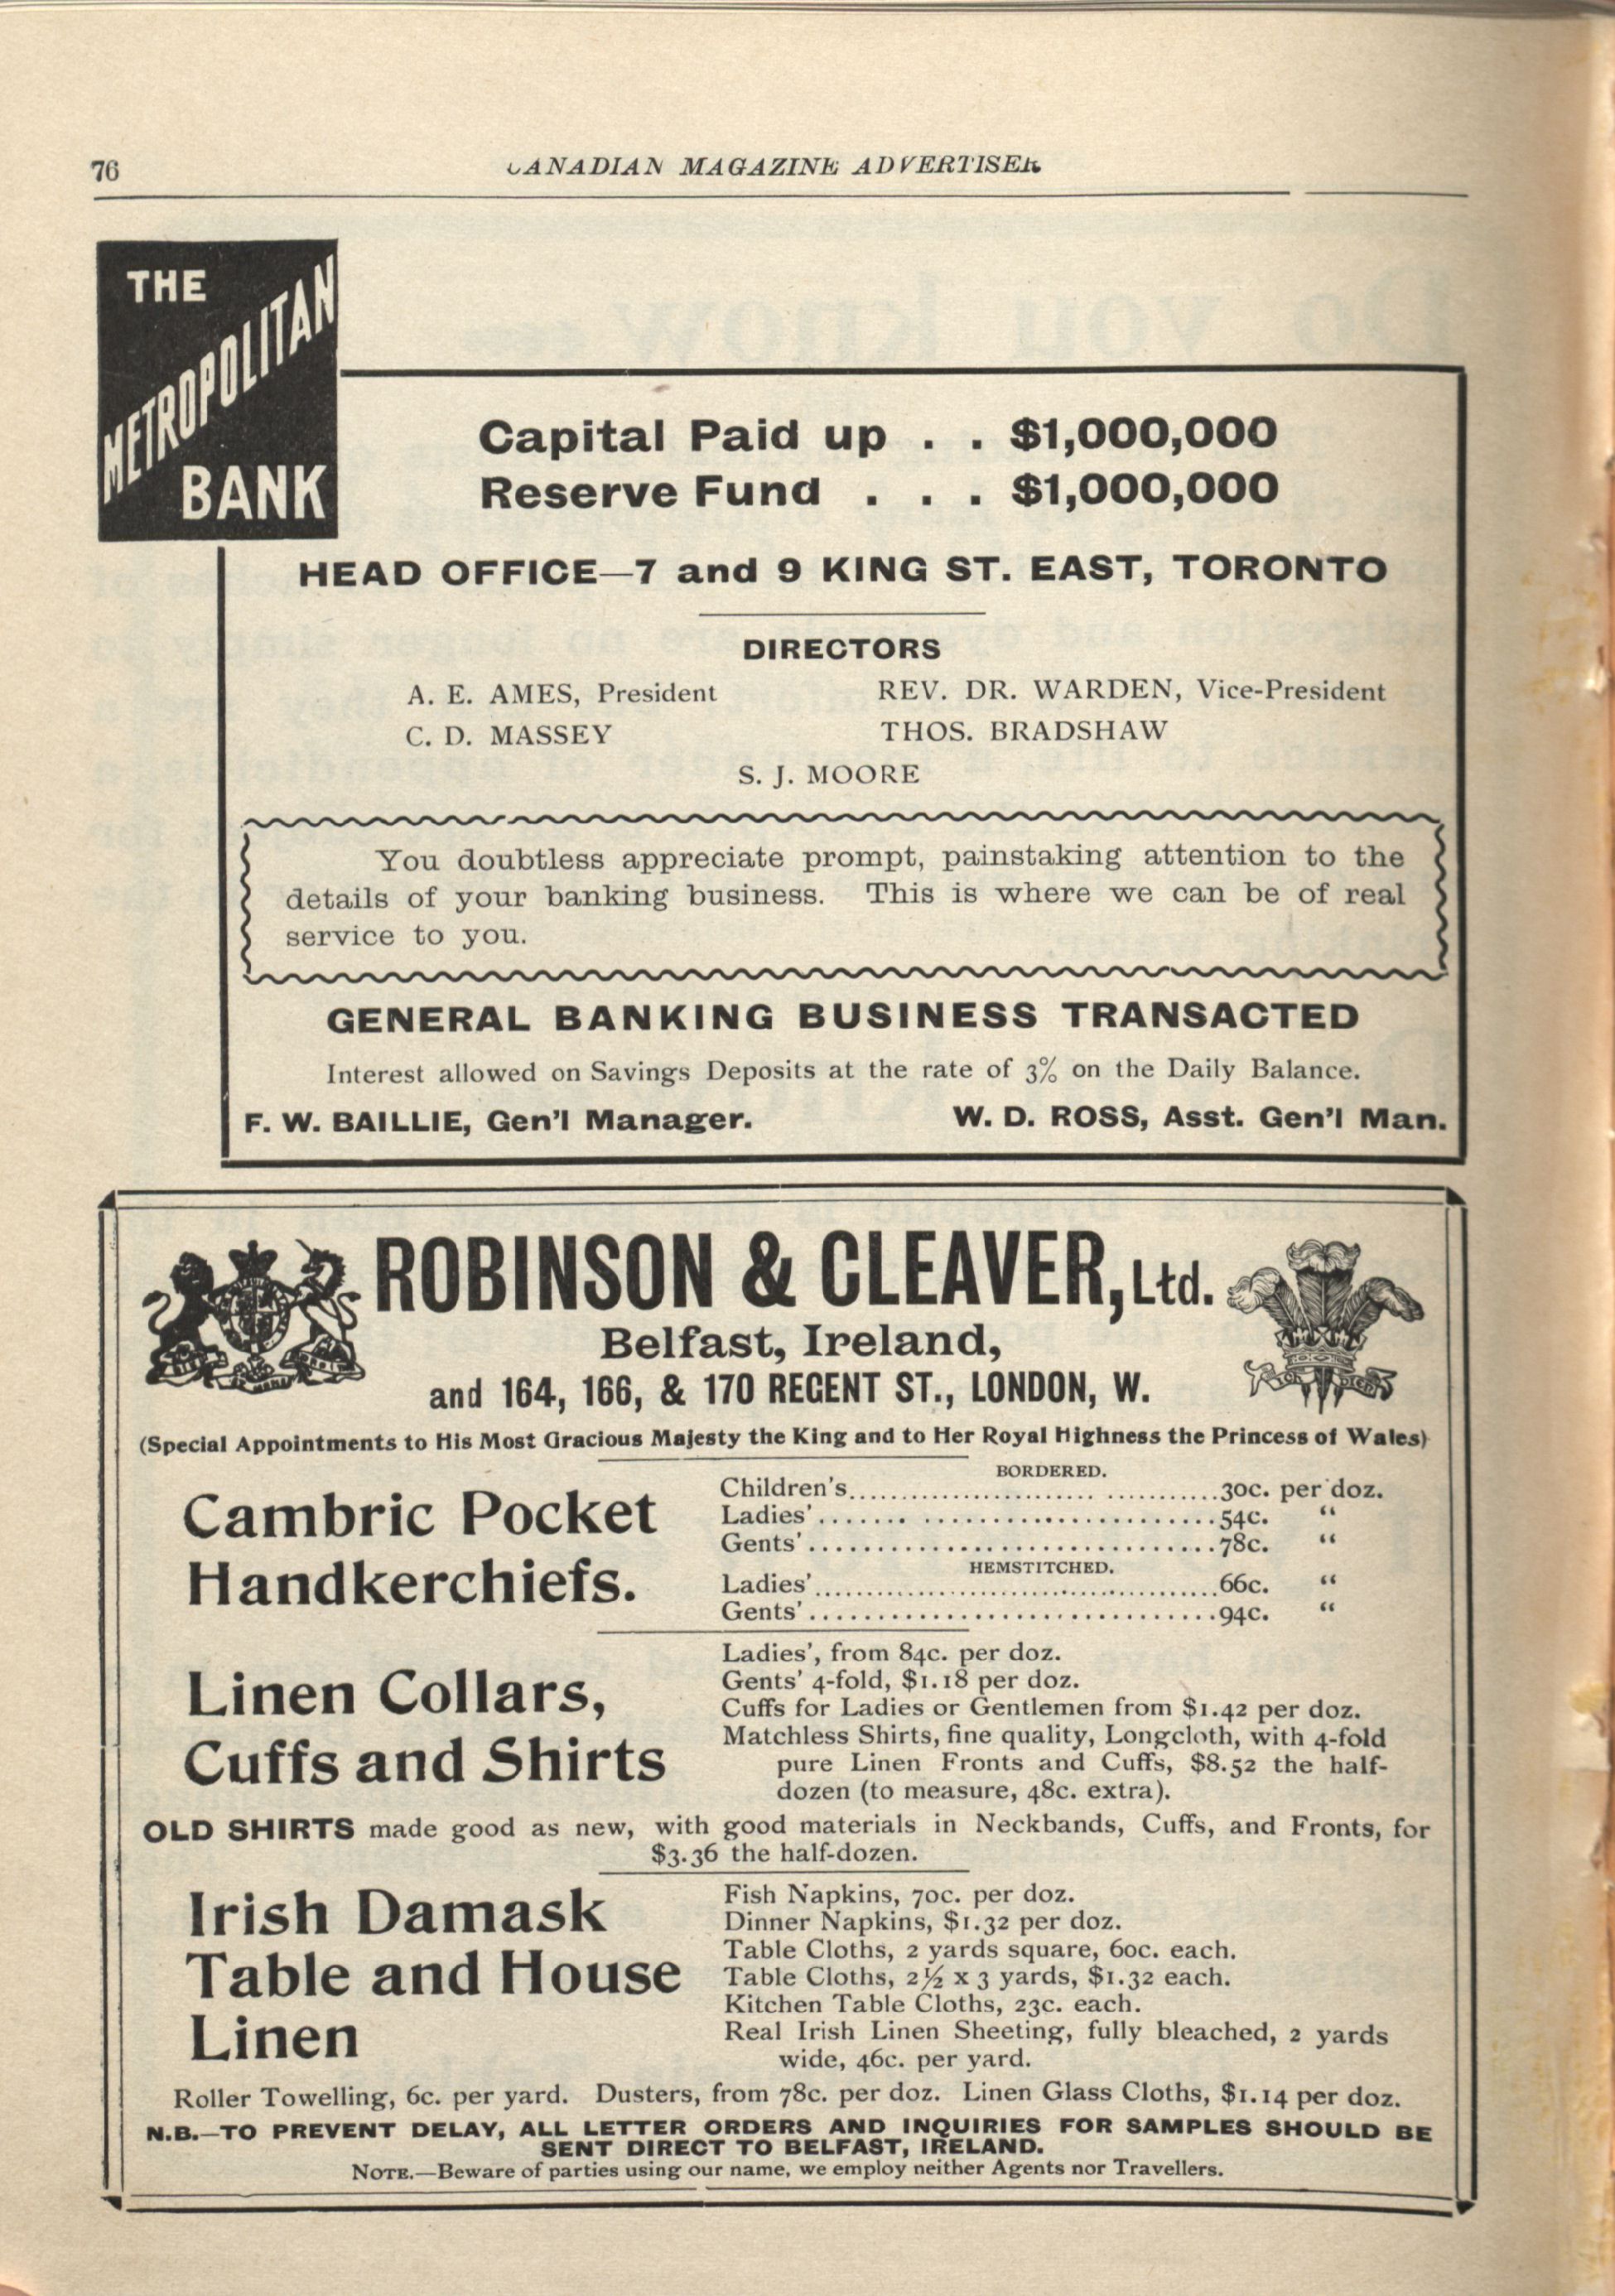 76
CANADIAN MAGAZINE ADVERTISER
THE
METROPOLITAN
BANK
Capital Paid up . . $1,000,000
Reserve Fund . . . $1,000,000
HEAD OFFICE—7 and 9 KING ST. EAST, TORONTO
DIRECTORS
A. E. AMES, President REV. DR. WARDEN, Vice-President
C. D. MASSEY THOS. BRADSHAW
S. J. MOORE
You doubtless appreciate prompt, painstaking attention to the
details of your banking business. This is where we can be of real
service to you.
GENERAL BANKING BUSINESS TRANSACTED
Interest allowed on Savings Deposits at the rate of 3% on the Daily Balance.
F. W. BAILLIE, Gen'l Manager. W. D. ROSS, Asst. Gen'l Man.
ROBINSON & CLEAVER, Ltd.
Belfast, Ireland,
and 164, 166, & 170 REGENT ST., LONDON, W.
(Special Appointments to His Most Gracious Majesty the King and to Her Royal Highness the Princess of Wales)
Cambric Pocket
Handkerchiefs.
BORDERED.
Children's........................................30c. per doz.
Ladies'........................................54c. "
Gents'........................................78c. "
HEMSTITCHED.
Ladies'........................................66c. "
Gents'........................................94c. "
Linen Collars,
Cuffs and Shirts
Ladies', from 84c. per doz.
Gents' 4-fold, $1.18 per doz.
Cuffs for Ladies or Gentlemen from $1.42 per doz.
Matchless Shirts, fine quality, Longcloth, with 4-fold
pure Linen Fronts and Cuffs, $8.52 the half-
dozen (to measure, 48c. extra).
OLD SHIRTS made good as new, with good materials in Neckbands, Cuffs, and Fronts, for
$3.36 the half-dozen.
Irish Damask
Table and House
Linen
Fish Napkins, 70c. per doz.
Dinner Napkins, $1.32 per doz.
Table Cloths, 2 yards square, 60c. each.
Table Cloths, 2½ x 3 yards, $1.32 each.
Kitchen Table Cloths, 23c. each.
Real Irish Linen Sheeting, fully bleached, 2 yards
wide, 46c. per yard.
Roller Towelling, 6c. per yard. Dusters, from 78c. per doz. Linen Glass Cloths, $1.14 per doz.
N.B.—TO PREVENT DELAY, ALL LETTER ORDERS AND INQUIRIES FOR SAMPLES SHOULD BE
SENT DIRECT TO BELFAST, IRELAND.
NOTE.—Beware of parties using our name, we employ neither Agents nor Travellers.